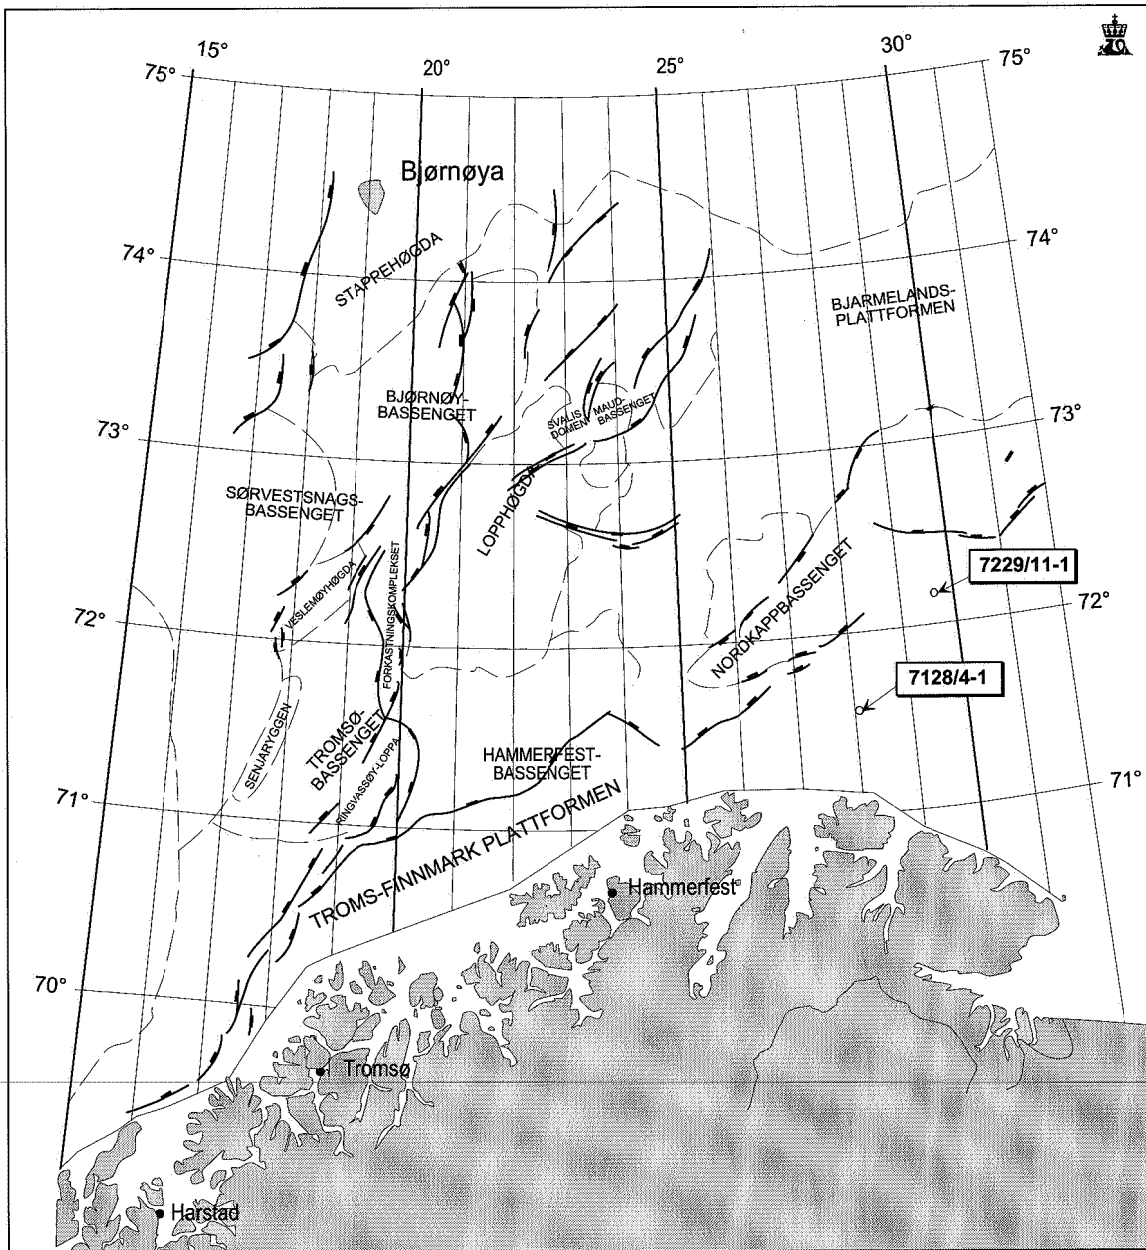 15°
20°
25°
30°
75°
75°
Bjørnøya
74°
74°
STAPPEHØGDA
BJARMELANDS-
PLATTFORMEN
BJØRNØY-
BASSENGET
SVALIS
DOMEN
MAUD-
BASSENGET
73°
73°
SØRVESTSNAGS-
BASSENGET
LOPPHØGDA
7229/11-1
72°
72°
VESLEMØYHØGDA
FORKASTNINGSKOMPLEKSET
NORDKAPPBASSENGET
7128/4-1
SENJARYGGEN
TROMSØ-
BASSENGET
RINGVASSØY-LOPPA
HAMMERFEST-
BASSENGET
71°
71°
TROMS-FINNMARK PLATTFORMEN
Hammerfest
70°
Tromsø
Harstad